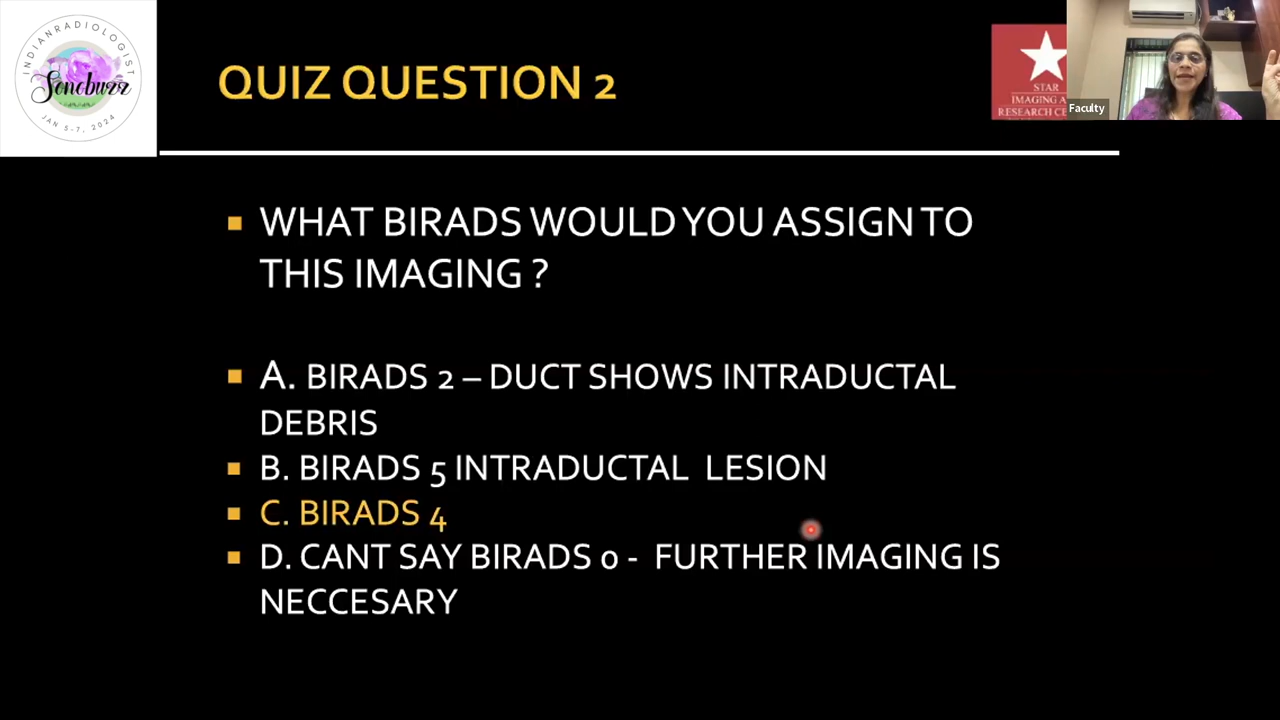 INDIANRADIOLOGIST
Sonobuzz
JAN 5-7, 2024
QUIZ QUESTION 2
STAR
IMAGING A
RESEARCH CE
Faculty
WHAT BIRADS WOULD YOU ASSIGN TO
THIS IMAGING ?
A. BIRADS 2 – DUCT SHOWS INTRADUCTAL
DEBRIS
B. BIRADS 5 INTRADUCTAL LESION
C. BIRADS 4
D. CANT SAY BIRADS 0 - FURTHER IMAGING IS
NECCESARY